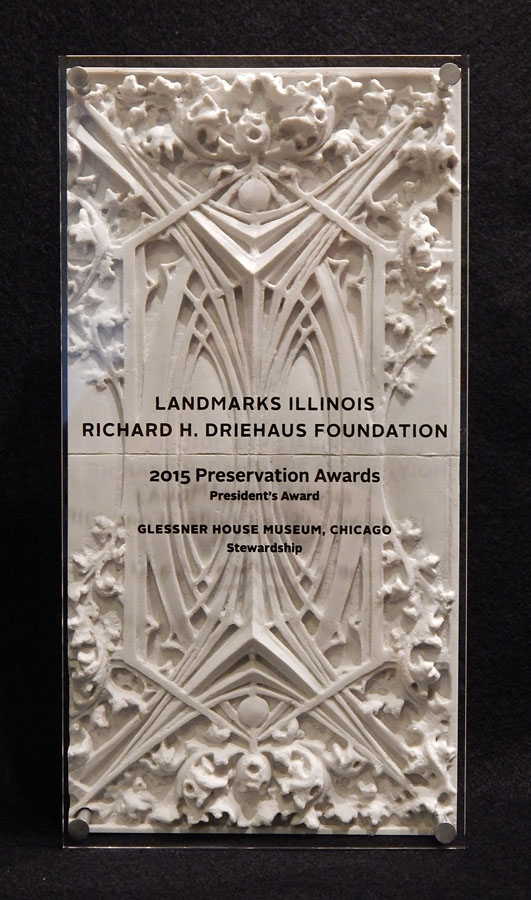 LANDMARKS ILLINOIS
RICHARD H. DRIEHAUS FOUNDATION
2015 Preservation Awards
President's Award
GLESSNER HOUSE MUSEUM, CHICAGO
Stewardship